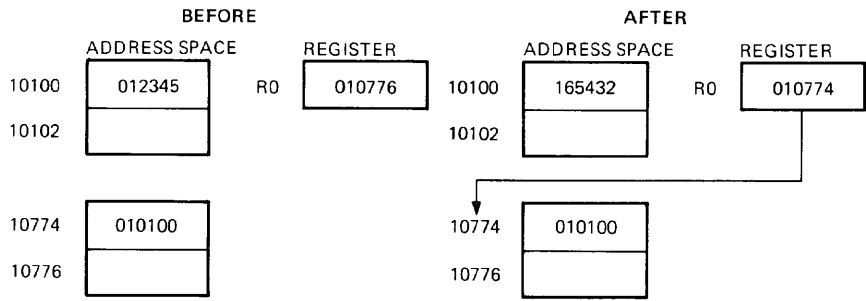 BEFORE AFTER
ADDRESS SPACE REGISTER ADDRESS SPACE REGISTER
10100 012345 R0 010776 10100 165432 R0 010774
10102 10102
10774 010100 10774 010100
10776 10776